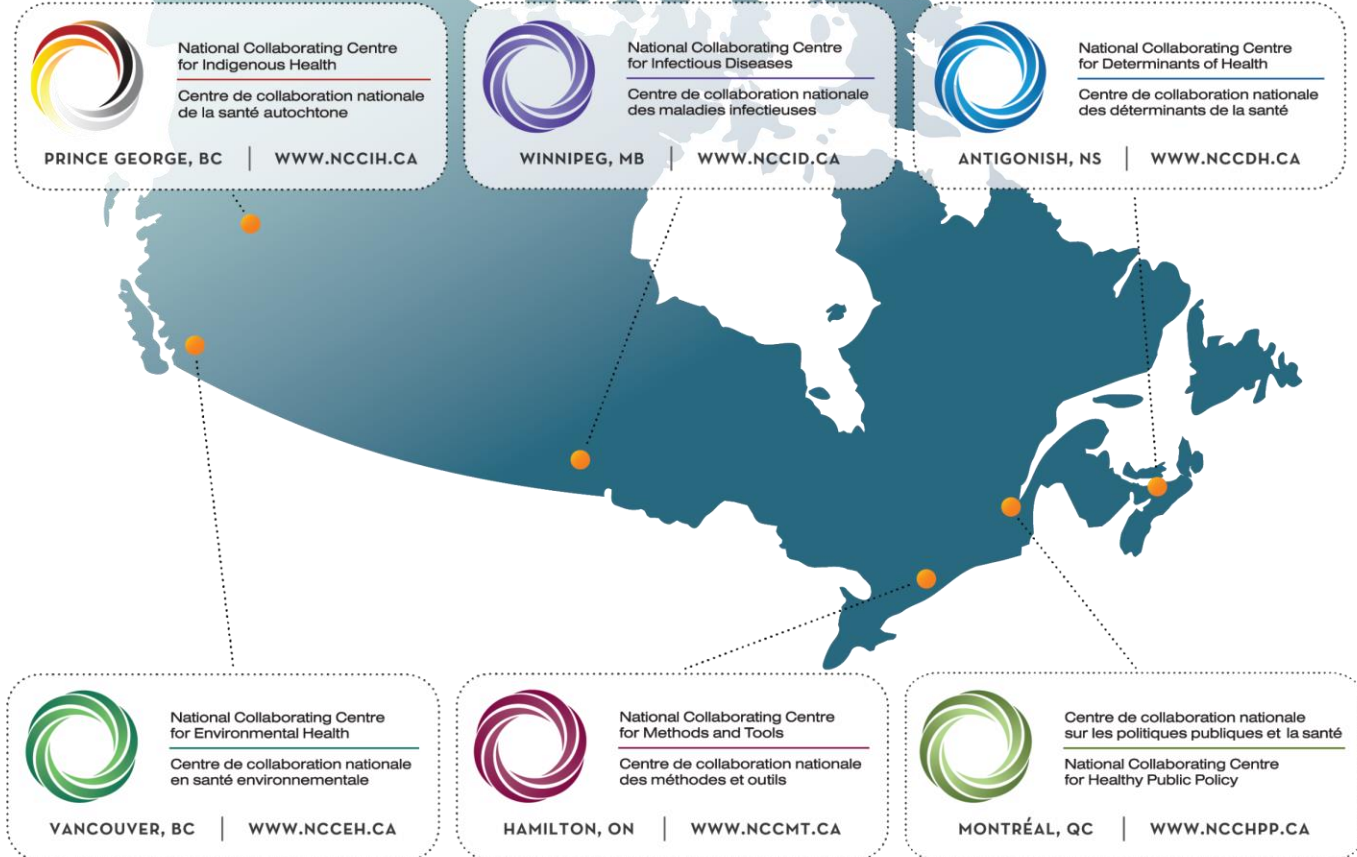 National Collaborating Centre
for Indigenous Health
Centre de collaboration nationale
de la santé autochtone
PRINCE GEORGE, BC | WWW.NCCIH.CA
National Collaborating Centre
for Infectious Diseases
Centre de collaboration nationale
des maladies infectieuses
WINNIPEG, MB | WWW.NCCID.CA
National Collaborating Centre
for Determinants of Health
Centre de collaboration nationale
des déterminants de la santé
ANTIGONISH, NS | WWW.NCCDH.CA
National Collaborating Centre
for Environmental Health
Centre de collaboration nationale
en santé environnementale
VANCOUVER, BC | WWW.NCCEH.CA
National Collaborating Centre
for Methods and Tools
Centre de collaboration nationale
des méthodes et outils
HAMILTON, ON | WWW.NCCMT.CA
Centre de collaboration nationale
sur les politiques publiques et la santé
National Collaborating Centre
for Healthy Public Policy
MONTRÉAL, QC | WWW.NCCHPP.CA